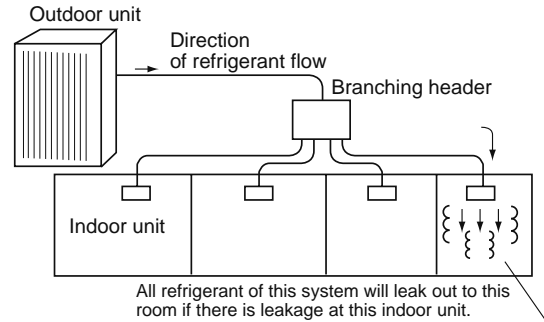 Outdoor unit
Direction
of refrigerant flow
Branching header
Indoor unit
All refrigerant of this system will leak out to this
room if there is leakage at this indoor unit.